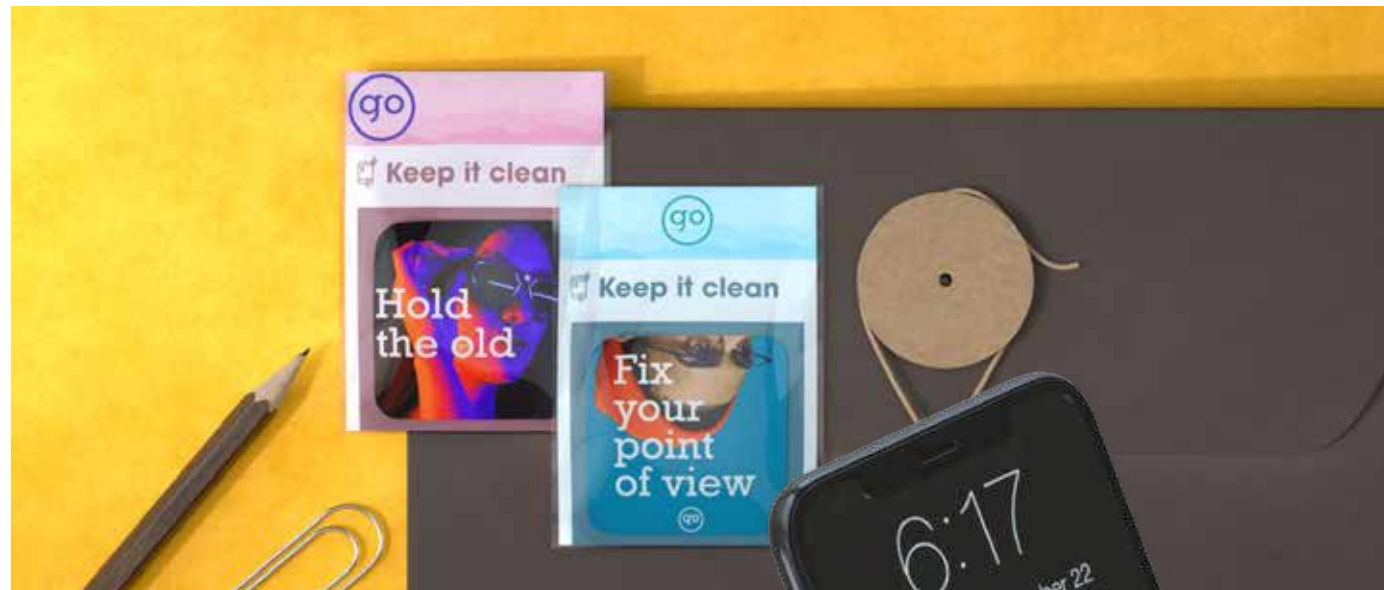 go
Keep it clean
Hold
the old
go
Keep it clean
Fix
your
point
of view
go
6:17
22